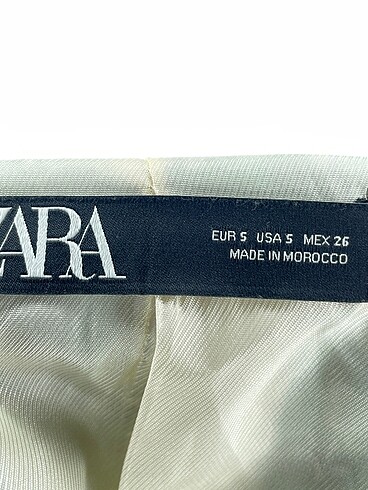 ZARA
EUR S USA S MEX 26
MADE IN MOROCCO